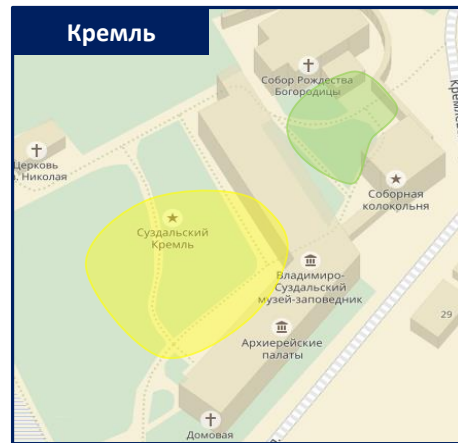 Кремль
Собор Рождества
Богородицы
Церковь
Николая
Соборная
колокольня
Суздальский
Кремль
Владимиро-
Суздальский
музей-заповедник
29
Архиерейские
палаты
Домовая